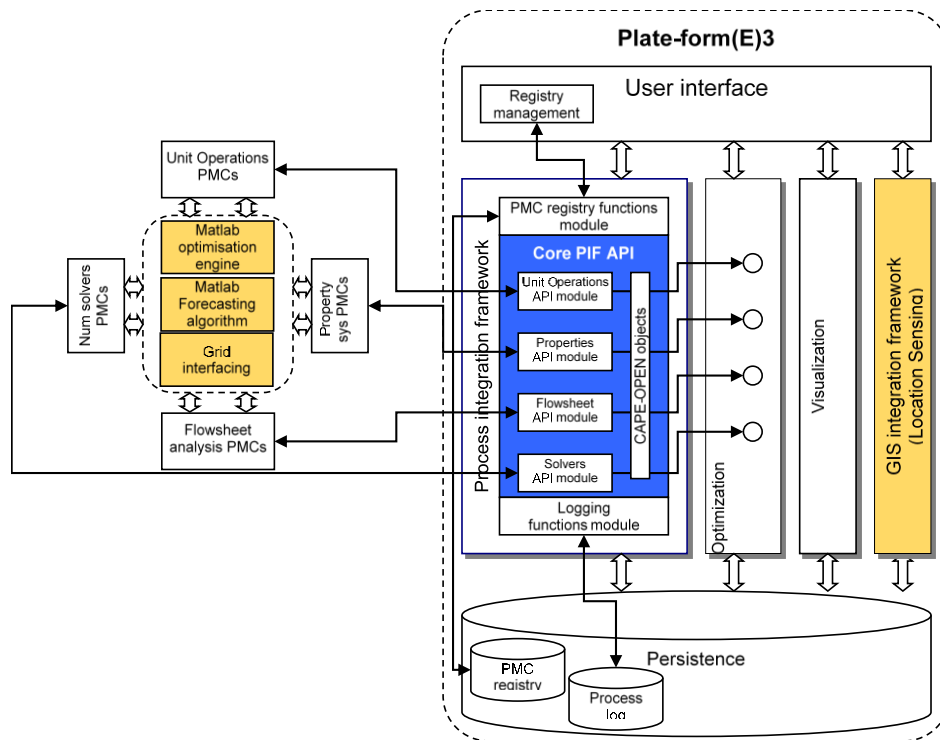 Plate-form(E)3
User interface
Registry
management
Unit Operations
PMCs
Matlab
optimisation
engine
Matlab
Forecasting
algorithm
Grid
interfacing
Num solvers
PMCs
Property
sys PMCs
Flowsheet
analysis PMCs
Process integration framework
PMC registry functions
module
Core PIF API
Unit Operations
API module
Properties
API module
Flowsheet
API module
Solvers
API module
CAPE-OPEN objects
Logging
functions module
Optimization
Visualization
GIS integration framework
(Location Sensing)
Persistence
PMC
registry
Process
log